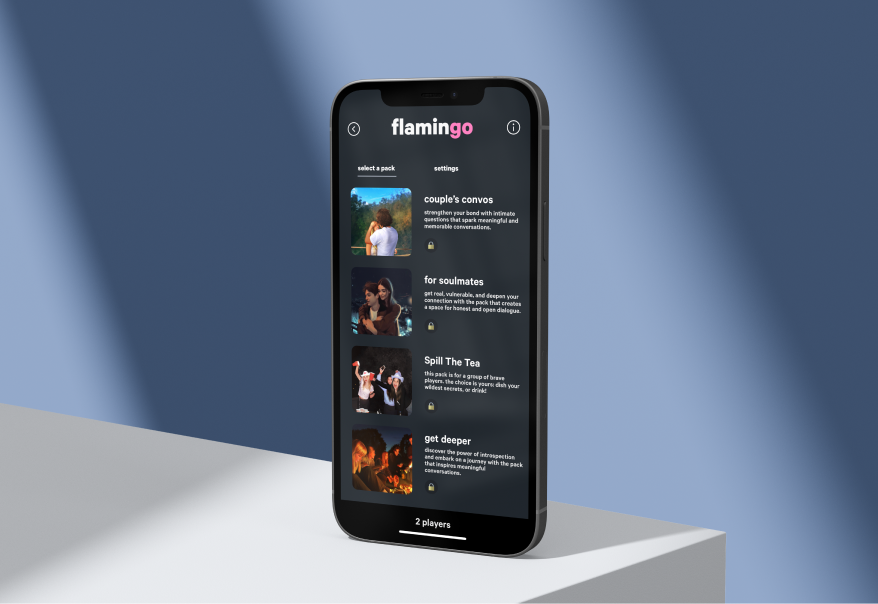 flamingo
select a pack settings
couple's convos
strengthen your bond with intimate
questions that spark meaningful and
memorable conversations.
for soulmates
get real, vulnerable, and deepen your
connection with the pack that creates
a space for honest and open dialogue.
Spill The Tea
this pack is for a group of brave
players. the choice is yours: dish your
wildest secrets, or drink!
get deeper
discover the power of introspection
and embark on a journey with the pack
that inspires meaningful
conversations.
2 players